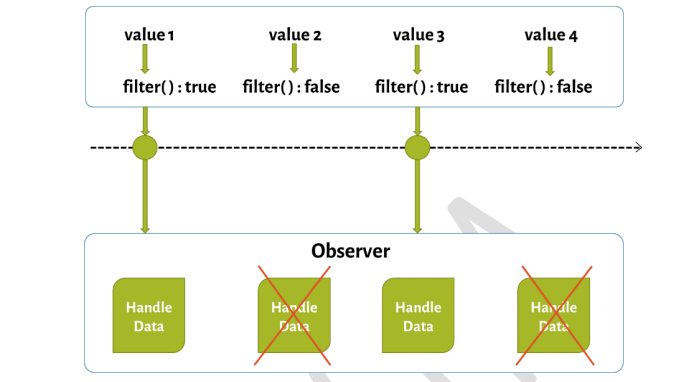 value 1 value 2 value 3 value 4
filter( ) : true filter( ) : false filter( ) : true filter( ) : false
Observer
Handle Handle Handle Handle
Data Data Data Data